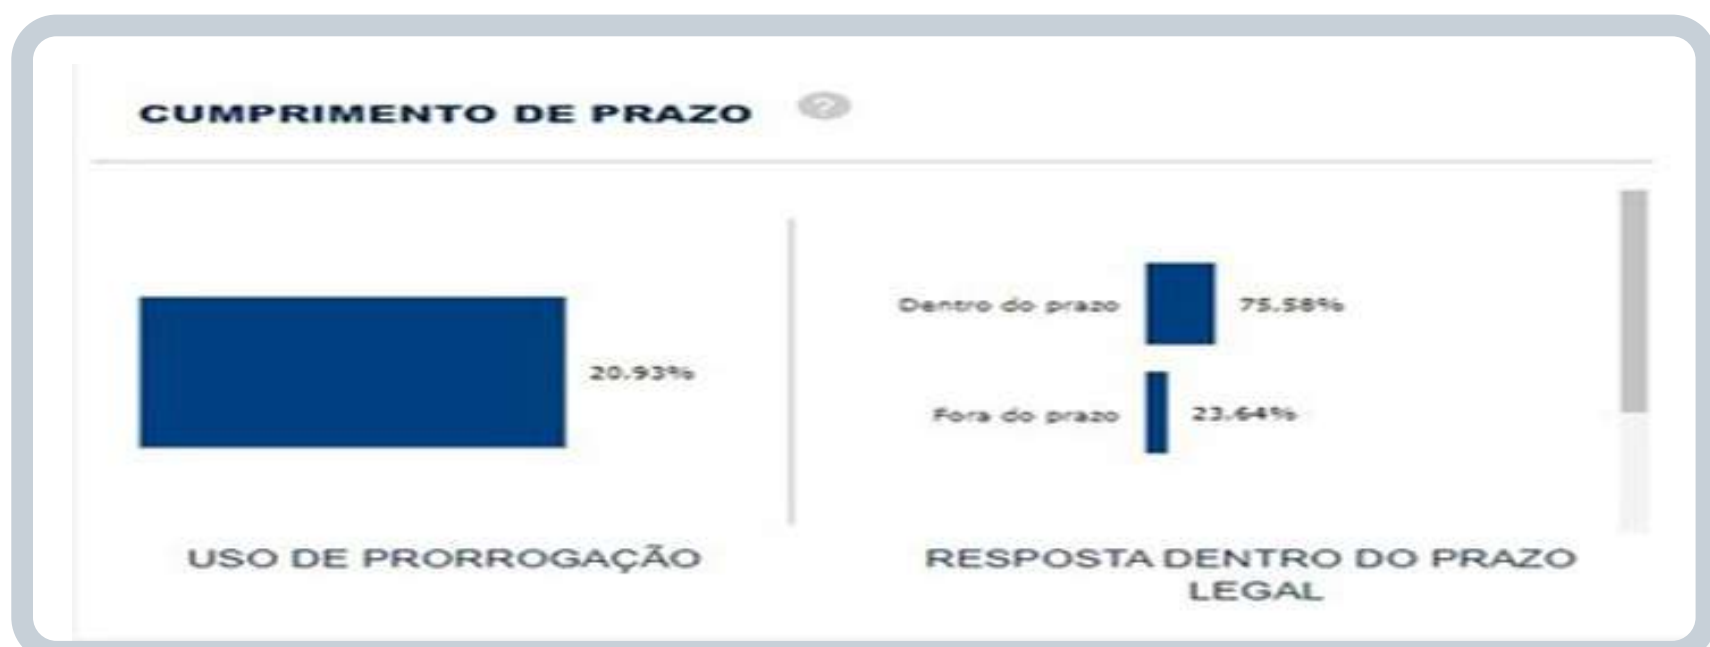 CUMPRIMENTO DE PRAZO ?
20.93%
USO DE PRORROGAÇÃO
Dentro do prazo 75.58%
Fora do prazo 23.64%
RESPOSTA DENTRO DO PRAZO
LEGAL